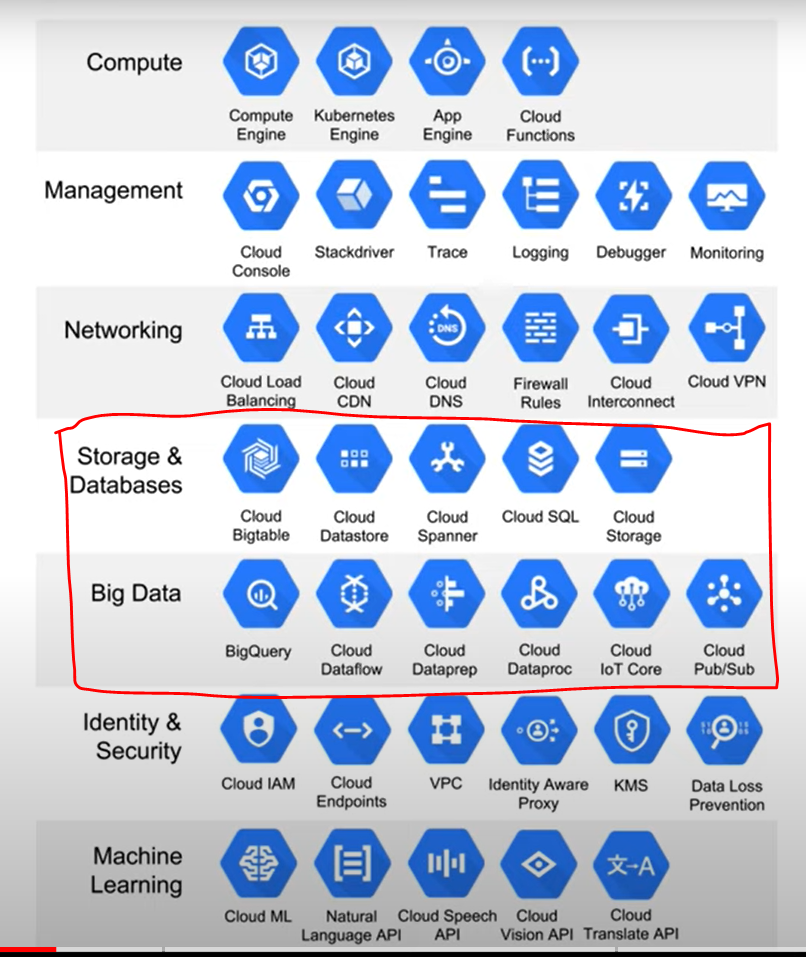 Compute
Compute Engine
Kubernetes Engine
App Engine
Cloud Functions
Management
Cloud Console
Stackdriver
Trace
Logging
Debugger
Monitoring
Networking
Cloud Load Balancing
Cloud CDN
DNS
Cloud DNS
Firewall Rules
Cloud Interconnect
Cloud VPN
Storage & Databases
Cloud Bigtable
Cloud Datastore
Cloud Spanner
Cloud SQL
Cloud Storage
Big Data
BigQuery
Cloud Dataflow
Cloud Dataprep
Cloud Dataproc
Cloud IoT Core
Cloud Pub/Sub
Identity & Security
Cloud IAM
Cloud Endpoints
VPC
Identity Aware Proxy
KMS
Data Loss Prevention
Machine Learning
Cloud ML
Natural Language API
Cloud Speech API
Cloud Vision API
文→A
Cloud Translate API